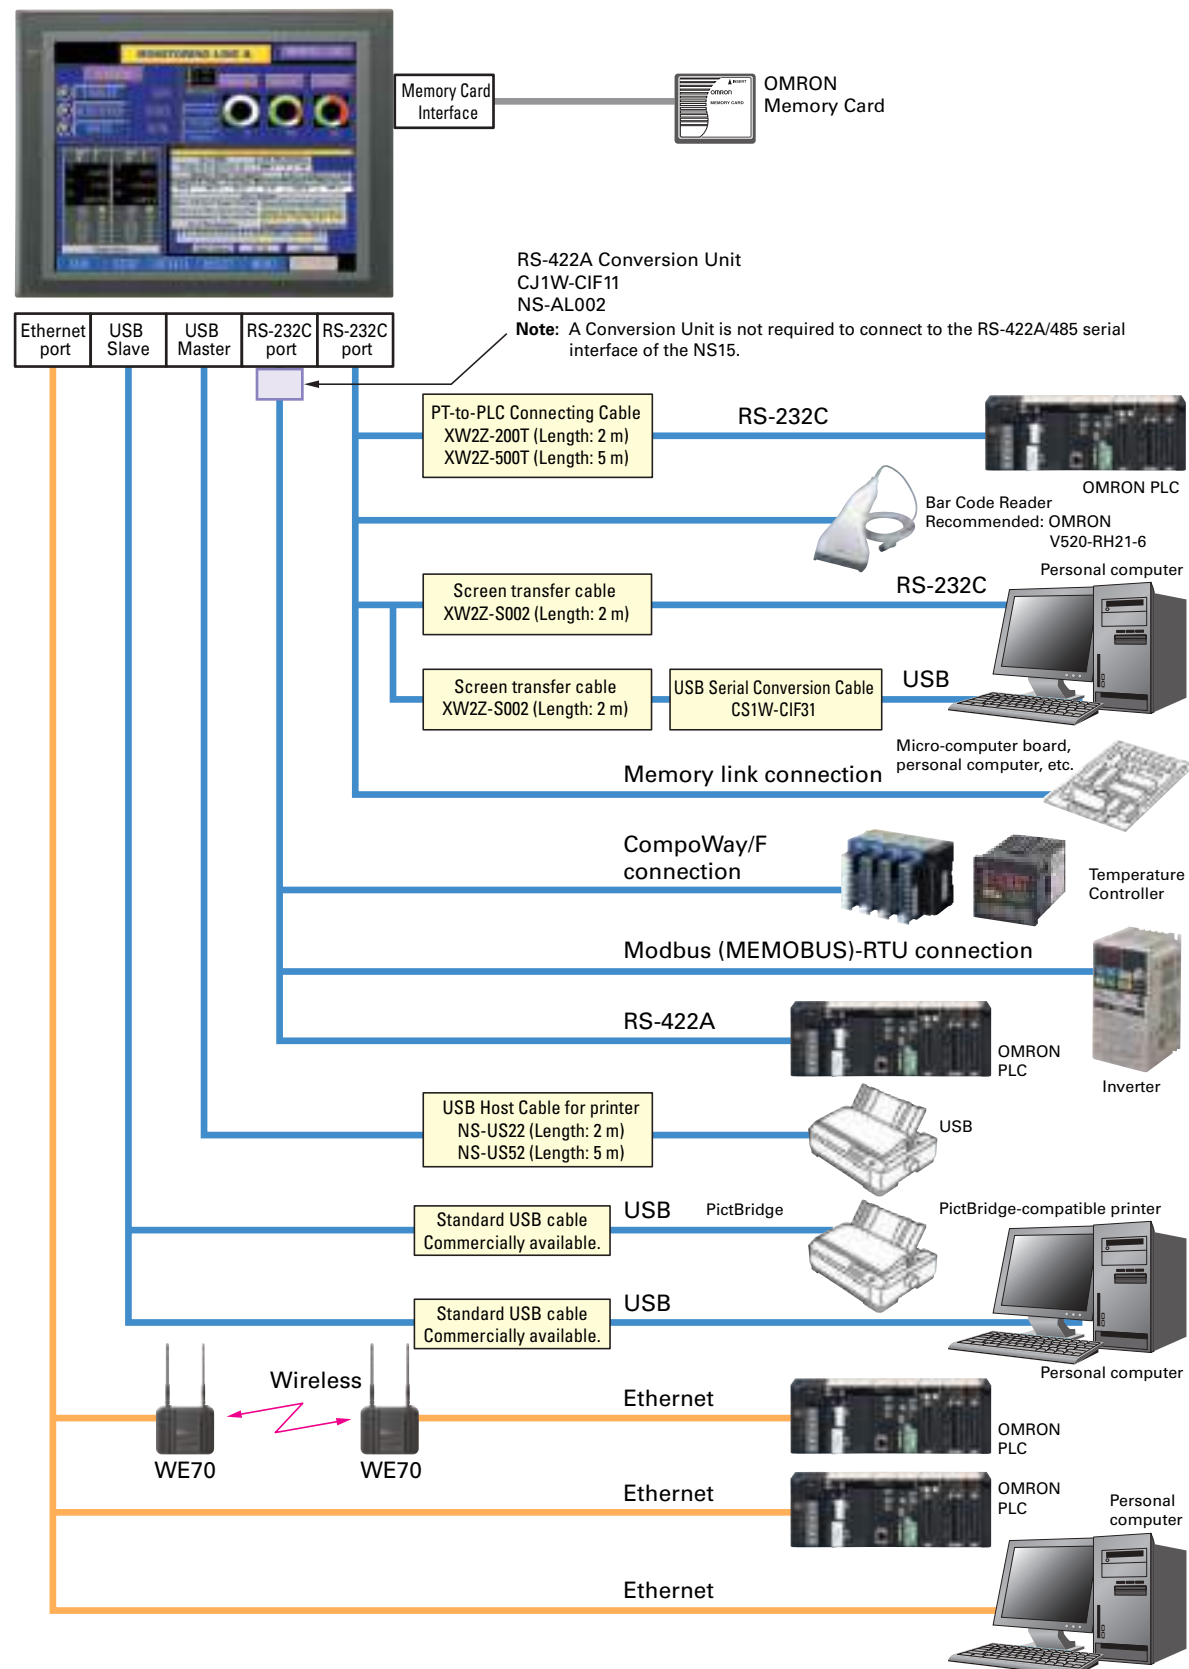 MONITORING LINE A
Memory Card
Interface
INSERT
OMRON
MEMORY CARD
OMRON
Memory Card
RS-422A Conversion Unit
CJ1W-CIF11
NS-AL002
Note: A Conversion Unit is not required to connect to the RS-422A/485 serial
interface of the NS15.
Ethernet
port
USB
Slave
USB
Master
RS-232C
port
RS-232C
port
PT-to-PLC Connecting Cable
XW2Z-200T (Length: 2 m)
XW2Z-500T (Length: 5 m)
RS-232C
OMRON PLC
Bar Code Reader
Recommended: OMRON
V520-RH21-6
Personal computer
Screen transfer cable
XW2Z-S002 (Length: 2 m)
RS-232C
Screen transfer cable
XW2Z-S002 (Length: 2 m)
USB Serial Conversion Cable
CS1W-CIF31
USB
Micro-computer board,
personal computer, etc.
Memory link connection
CompoWay/F
connection
Temperature
Controller
Modbus (MEMOBUS)-RTU connection
Inverter
RS-422A
OMRON
PLC
USB Host Cable for printer
NS-US22 (Length: 2 m)
NS-US52 (Length: 5 m)
USB
Standard USB cable
Commercially available.
USB
PictBridge
PictBridge-compatible printer
Standard USB cable
Commercially available.
USB
Personal computer
Wireless
WE70
WE70
Ethernet
OMRON
PLC
Ethernet
OMRON
PLC
Personal
computer
Ethernet